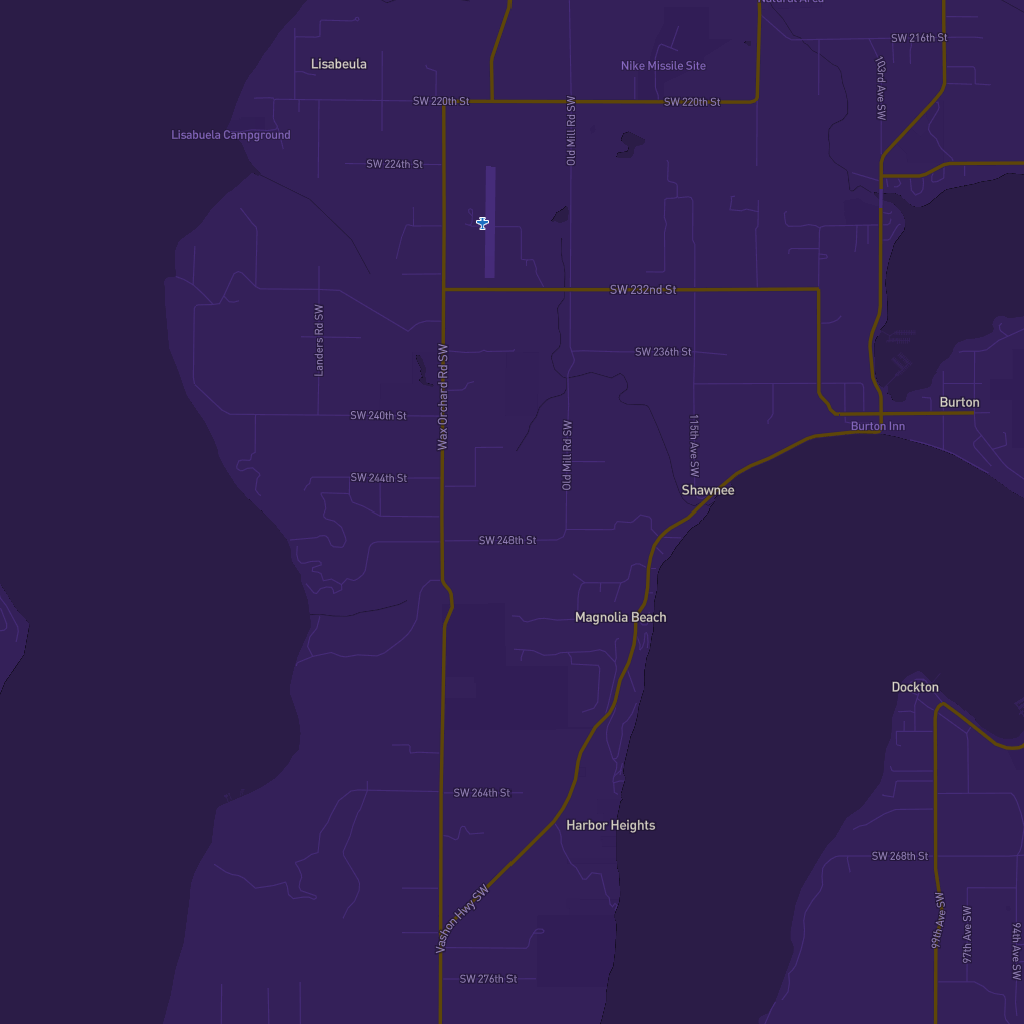 Natural Area
SW 216th St
Lisabeula
Nike Missile Site
103rd Ave SW
SW 220th St
SW 220th St
Old Mill Rd SW
Lisabuela Campground
SW 224th St
SW 232nd St
Landers Rd SW
SW 236th St
Wax Orchard Rd SW
Burton
SW 240th St
Burton Inn
115th Ave SW
Old Mill Rd SW
SW 244th St
Shawnee
SW 248th St
Magnolia Beach
Dockton
SW 264th St
Harbor Heights
SW 268th St
Vashon Hwy SW
99th Ave SW
97th Ave SW
94th Ave SW
SW 276th St